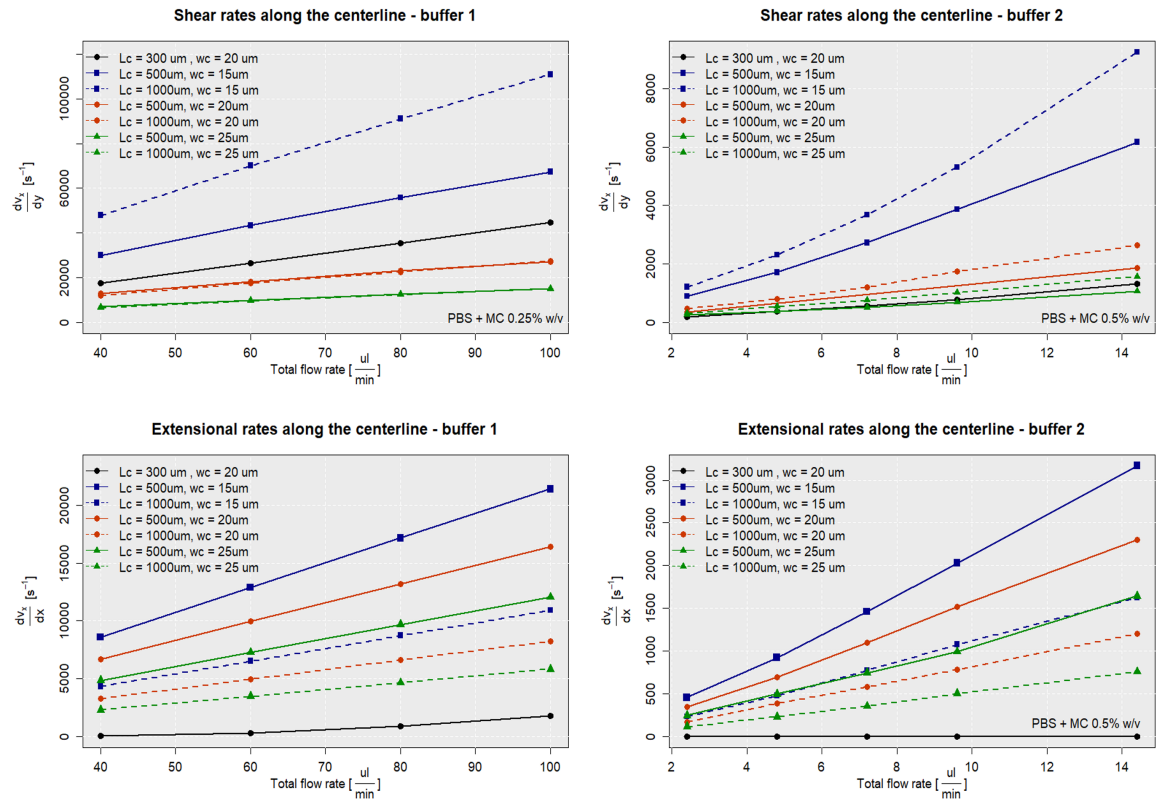 Shear rates along the centerline - buffer 1
Lc = 300 um , wc = 20 um
Lc = 500um, wc = 15um
Lc = 1000um, wc = 15 um
Lc = 500um, wc = 20um
Lc = 1000um, wc = 20 um
Lc = 500um, wc = 25um
Lc = 1000um, wc = 25 um
dvx/dy [s−1]
100000
60000
20000
0
PBS + MC 0.25% w/v
40 50 60 70 80 90 100
Total flow rate [ ul/min ]
Shear rates along the centerline - buffer 2
Lc = 300 um , wc = 20 um
Lc = 500um, wc = 15um
Lc = 1000um, wc = 15 um
Lc = 500um, wc = 20um
Lc = 1000um, wc = 20 um
Lc = 500um, wc = 25um
Lc = 1000um, wc = 25 um
dvx/dy [s−1]
8000
6000
4000
2000
0
PBS + MC 0.5% w/v
2 4 6 8 10 12 14
Total flow rate [ ul/min ]
Extensional rates along the centerline - buffer 1
Lc = 300 um , wc = 20 um
Lc = 500um, wc = 15um
Lc = 1000um, wc = 15 um
Lc = 500um, wc = 20um
Lc = 1000um, wc = 20 um
Lc = 500um, wc = 25um
Lc = 1000um, wc = 25 um
dvx/dx [s−1]
20000
15000
10000
5000
0
40 50 60 70 80 90 100
Total flow rate [ ul/min ]
Extensional rates along the centerline - buffer 2
Lc = 300 um , wc = 20 um
Lc = 500um, wc = 15um
Lc = 1000um, wc = 15 um
Lc = 500um, wc = 20um
Lc = 1000um, wc = 20 um
Lc = 500um, wc = 25um
Lc = 1000um, wc = 25 um
dvx/dx [s−1]
3000
2500
2000
1500
1000
500
0
PBS + MC 0.5% w/v
2 4 6 8 10 12 14
Total flow rate [ ul/min ]